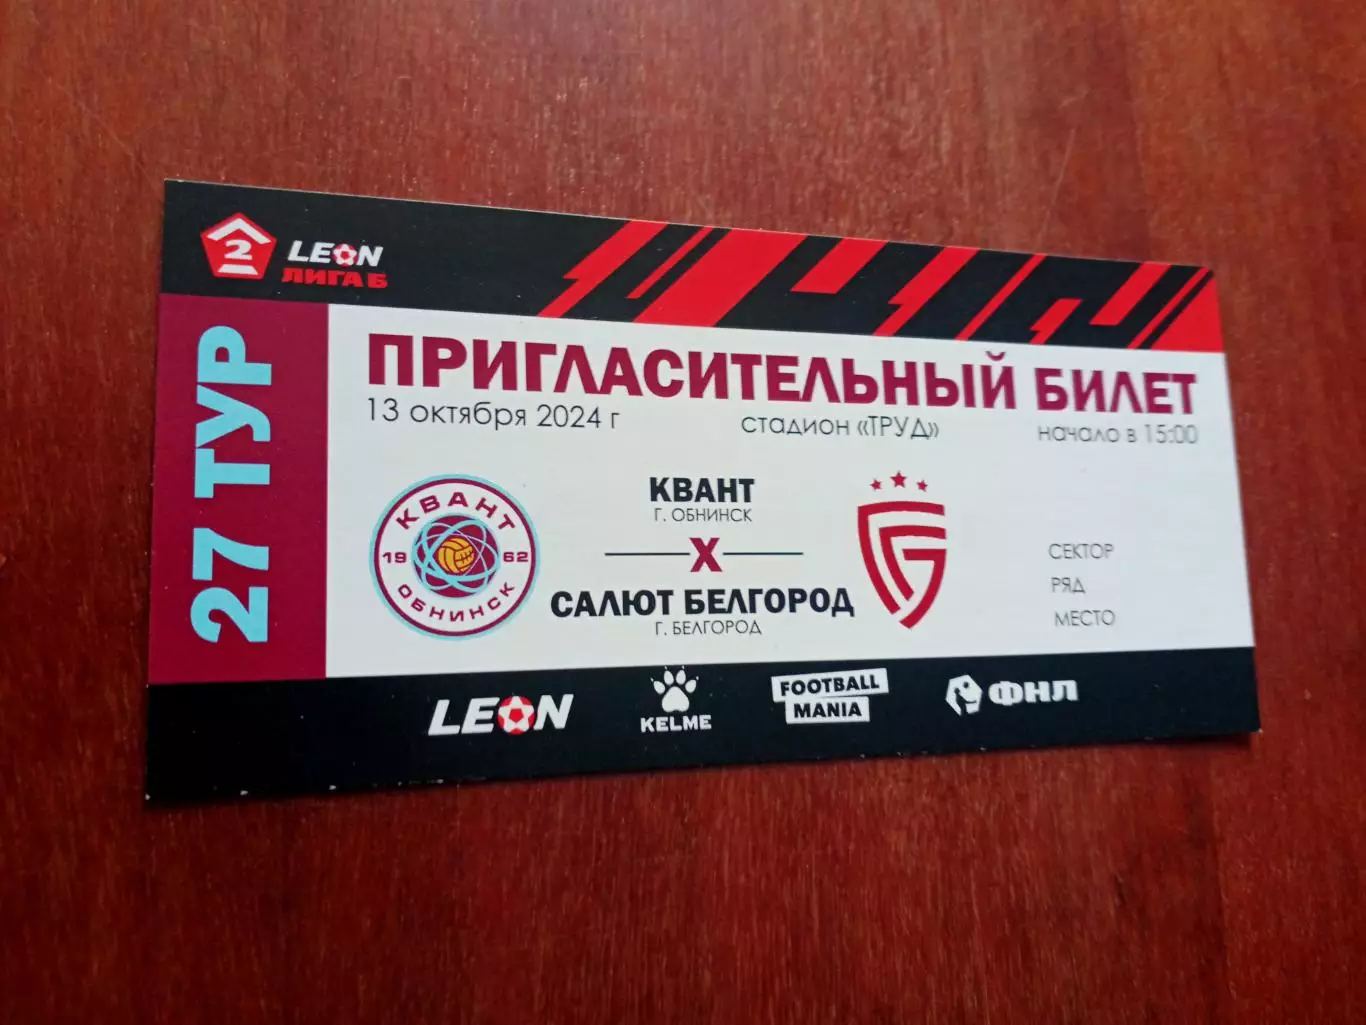 2 LEON
ЛИГА Б
27 ТУР
ПРИГЛАСИТЕЛЬНЫЙ БИЛЕТ
13 октября 2024 г стадион «ТРУД» начало в 15:00
КВАНТ
19 62
ОБНИНСК
КВАНТ
Г. ОБНИНСК
X
САЛЮТ БЕЛГОРОД
Г. БЕЛГОРОД
СЕКТОР
РЯД
МЕСТО
LEON
KELME
FOOTBALL
MANIA
ФНЛ